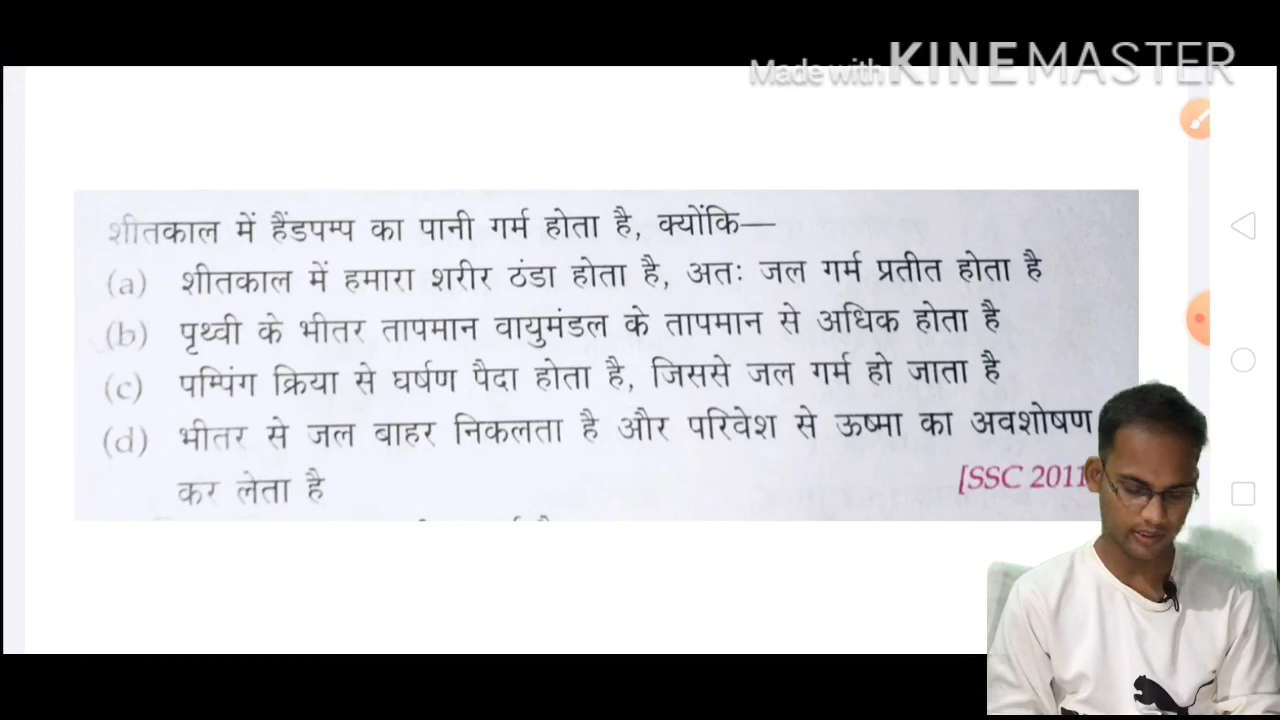 Made with KINEMASTER
शीतकाल में हैंडपम्प का पानी गर्म होता है, क्योंकि—
(a) शीतकाल में हमारा शरीर ठंडा होता है, अतः जल गर्म प्रतीत होता है
(b) पृथ्वी के भीतर तापमान वायुमंडल के तापमान से अधिक होता है
(c) पम्पिंग क्रिया से घर्षण पैदा होता है, जिससे जल गर्म हो जाता है
(d) भीतर से जल बाहर निकलता है और परिवेश से ऊष्मा का अवशोषण
कर लेता है
[SSC 2011